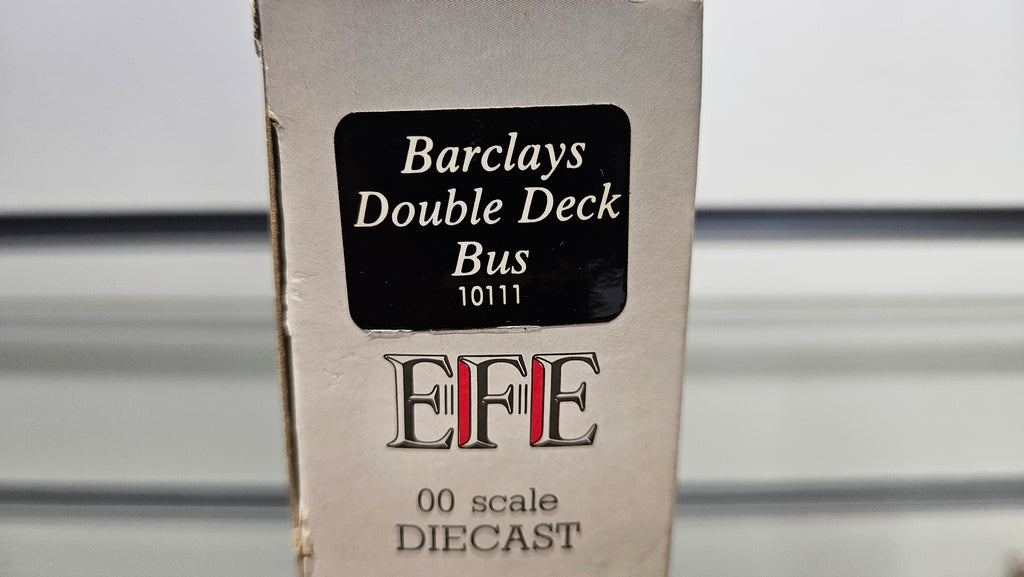 Barclays
Double Deck
Bus
10111
EFE
00 scale
DIECAST